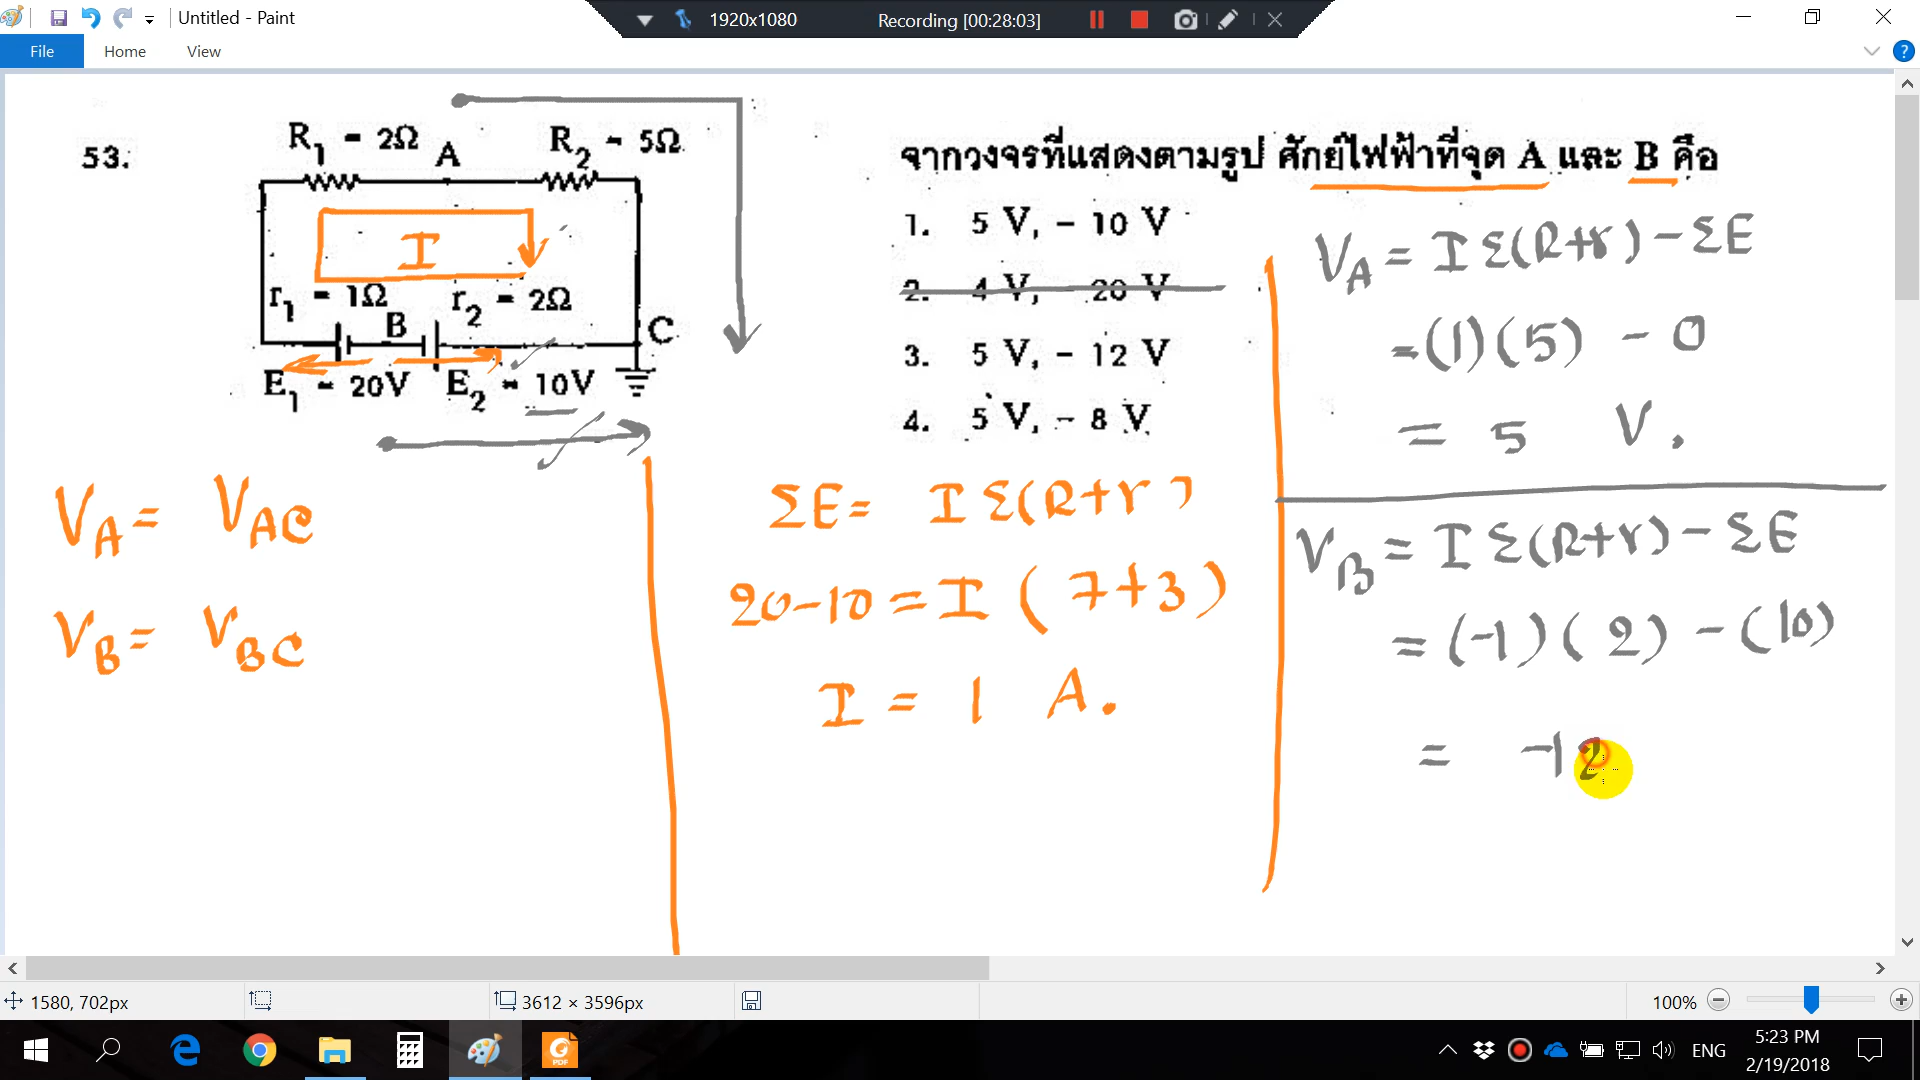 Untitled - Paint
1920x1080
Recording [00:28:03]
File
Home
View
53.
R1 = 2Ω
A
R2 = 5Ω
I
r1 = 1Ω
B
r2 = 2Ω
C
E1 = 20V
E2 = 10V
จากวงจรที่แสดงตามรูป ศักย์ไฟฟ้าที่จุด A และ B คือ
1. 5 V, - 10 V
2. 4 V, - 20 V
3. 5 V, - 12 V
4. 5 V, - 8 V
VA = VAC
VB = VBC
ΣE = I Σ(R+r)
20-10 = I (7+3)
I = 1 A.
VA = I Σ(R+r) - ΣE
= (1)(5) - 0
= 5 V.
VB = I Σ(R+r) - ΣE
= (-1)(2) - (10)
= -12
1580, 702px
3612 × 3596px
100%
PDF
ENG
5:23 PM
2/19/2018